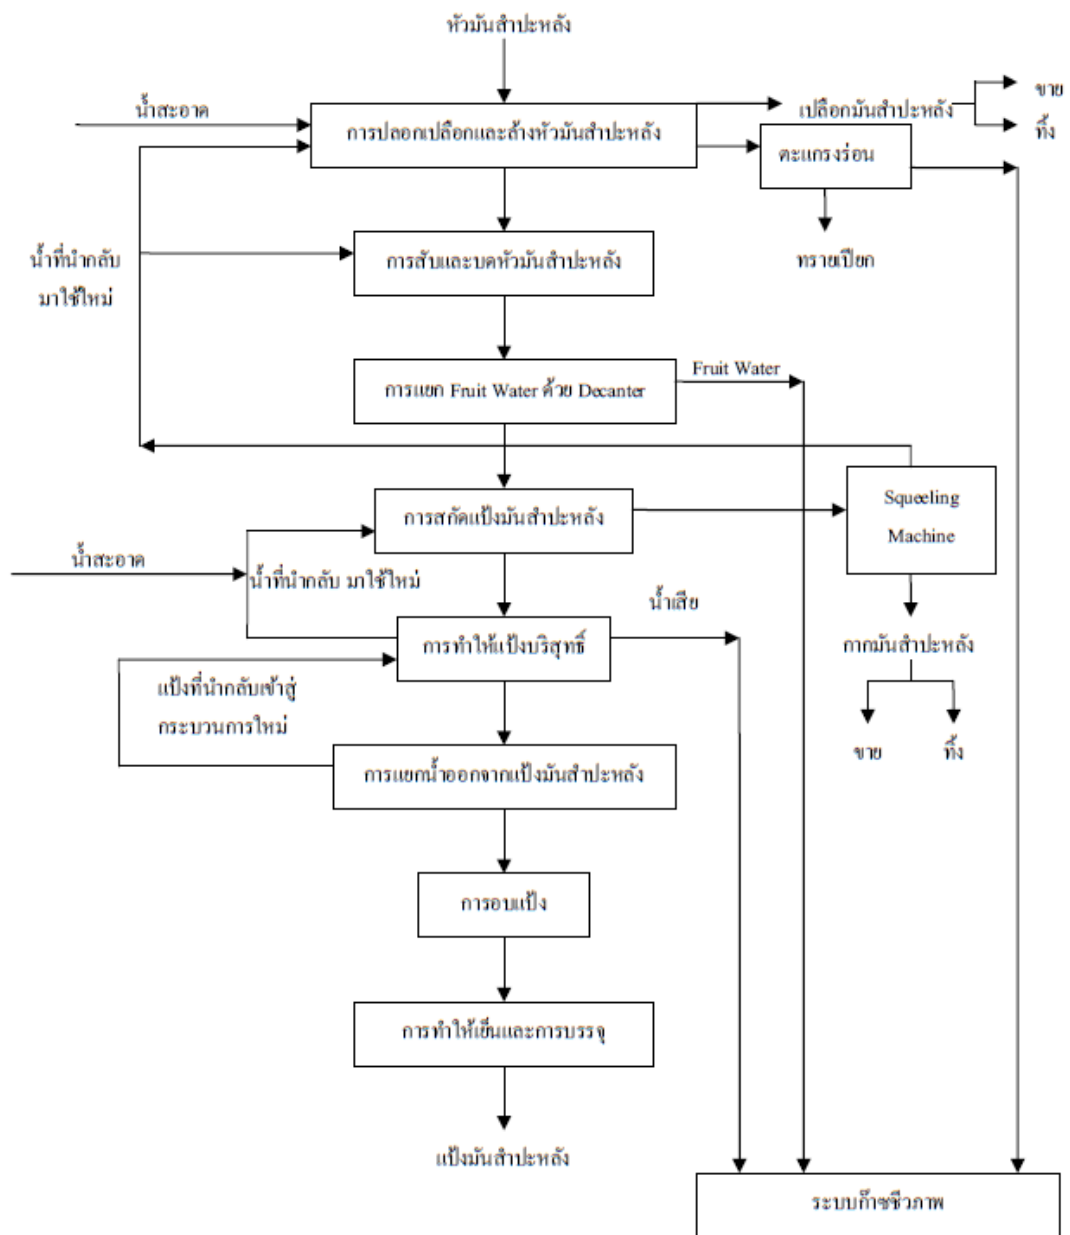 หัวมันสำปะหลัง
น้ำสะอาด
การปลอกเปลือกและล้างหัวมันสำปะหลัง
เปลือกมันสำปะหลัง
ขาย
ทิ้ง
ตะแกรงร่อน
ทรายเปียก
น้ำที่นำกลับ
มาใช้ใหม่
การสับและบดหัวมันสำปะหลัง
การแยก Fruit Water ด้วย Decanter
Fruit Water
การสกัดแป้งมันสำปะหลัง
Squeeling
Machine
น้ำสะอาด
น้ำที่นำกลับ มาใช้ใหม่
น้ำเสีย
การทำให้แป้งบริสุทธิ์
กากมันสำปะหลัง
แป้งที่นำกลับเข้าสู่
กระบวนการใหม่
ขาย
ทิ้ง
การแยกน้ำออกจากแป้งมันสำปะหลัง
การอบแป้ง
การทำให้เย็นและการบรรจุ
แป้งมันสำปะหลัง
ระบบก๊าซชีวภาพ